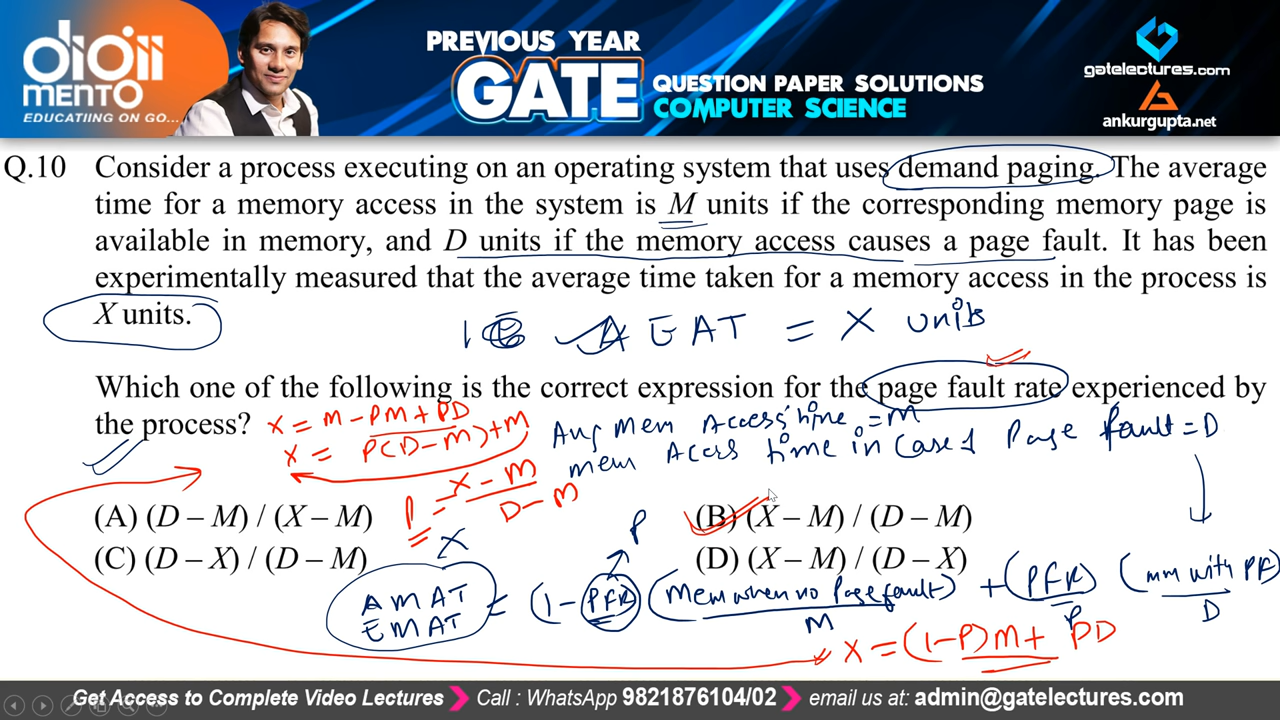 digii
MENTO
EDUCATIING ON GO...
PREVIOUS YEAR
GATE
QUESTION PAPER SOLUTIONS
COMPUTER SCIENCE
gatelectures.com
ankurgupta.net
Q.10 Consider a process executing on an operating system that uses demand paging. The average
time for a memory access in the system is M units if the corresponding memory page is
available in memory, and D units if the memory access causes a page fault. It has been
experimentally measured that the average time taken for a memory access in the process is
X units.
EAT = X units
Which one of the following is the correct expression for the page fault rate experienced by
the process?
X = M - PM + PD
X = P(D - M) + M
Avg Mem Access time = M
Mem Access time in case of Page fault = D
P = X - M / D - M
(A) (D – M) / (X – M)
(B) (X – M) / (D – M)
(C) (D – X) / (D – M)
(D) (X – M) / (D – X)
X
P
AMAT
EMAT = (1 - PFR) (Mem when no Page fault) + (PFR) (mm with PF)
M P D
X = (1-P)M + PD
Get Access to Complete Video Lectures Call : WhatsApp 9821876104/02 email us at: admin@gatelectures.com